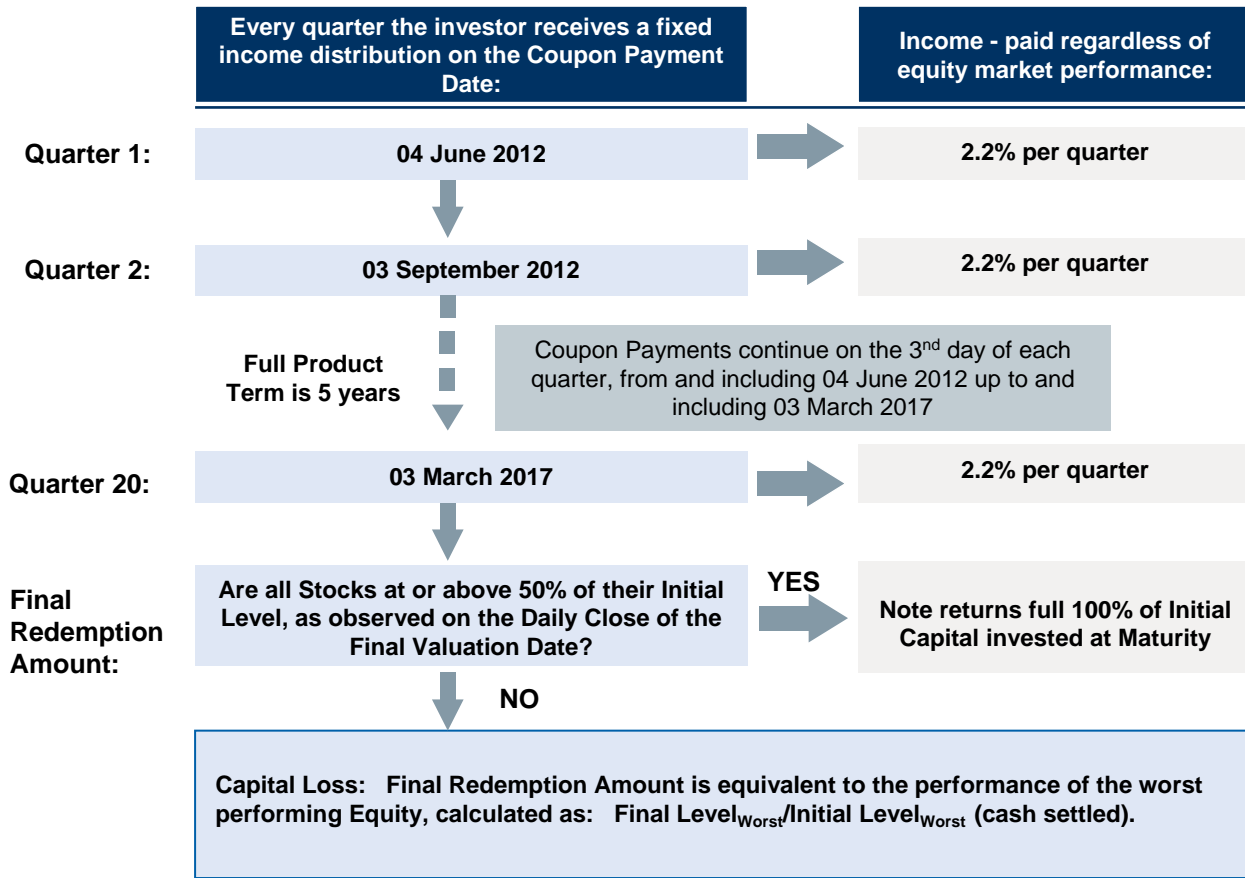 Every quarter the investor receives a fixed
income distribution on the Coupon Payment
Date:
Income - paid regardless of
equity market performance:
Quarter 1:
04 June 2012
2.2% per quarter
Quarter 2:
03 September 2012
2.2% per quarter
Full Product
Term is 5 years
Coupon Payments continue on the 3nd day of each
quarter, from and including 04 June 2012 up to and
including 03 March 2017
Quarter 20:
03 March 2017
2.2% per quarter
Final
Redemption
Amount:
Are all Stocks at or above 50% of their Initial
Level, as observed on the Daily Close of the
Final Valuation Date?
YES
Note returns full 100% of Initial
Capital invested at Maturity
NO
Capital Loss: Final Redemption Amount is equivalent to the performance of the worst
performing Equity, calculated as: Final LevelWorst/Initial LevelWorst (cash settled).